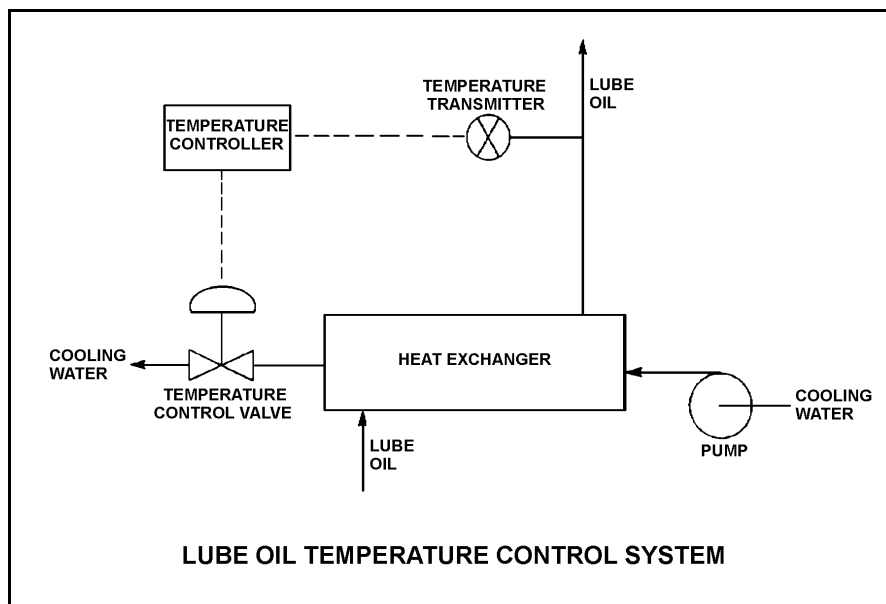 TEMPERATURE
TRANSMITTER
LUBE
OIL
TEMPERATURE
CONTROLLER
COOLING
WATER
TEMPERATURE
CONTROL VALVE
HEAT EXCHANGER
COOLING
WATER
PUMP
LUBE
OIL
LUBE OIL TEMPERATURE CONTROL SYSTEM